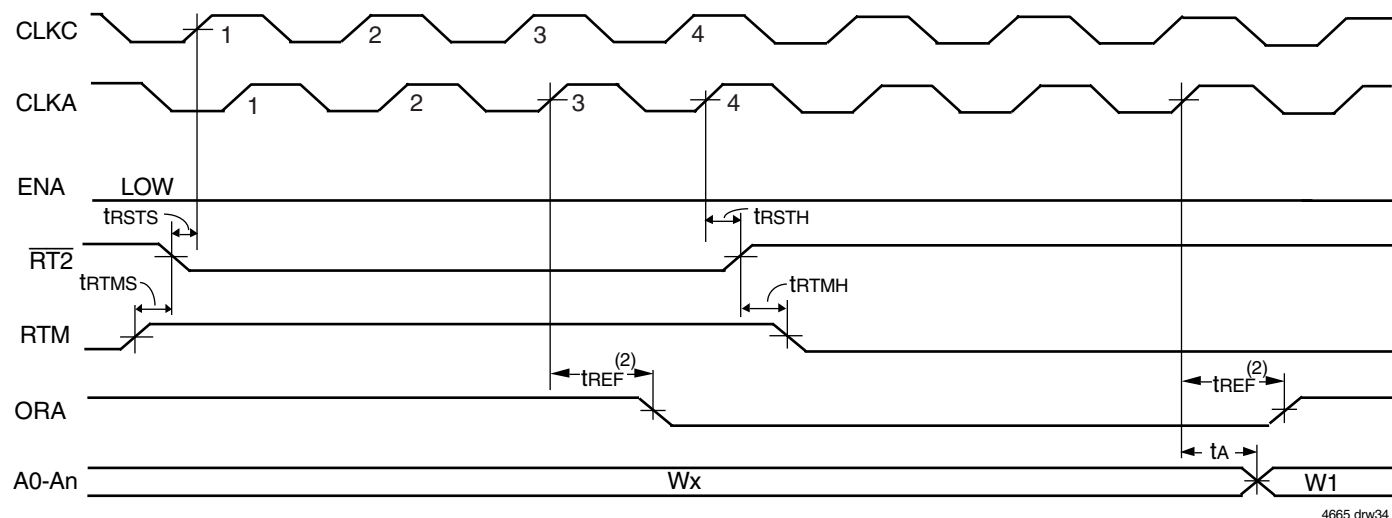 CLKC 1 2 3 4
CLKA 1 2 3 4
ENA LOW
tRSTS tRSTH
RT2
tRTMS tRTMH
RTM
tREF(2) tREF(2)
ORA
tA
A0-An Wx W1
4665 drw34